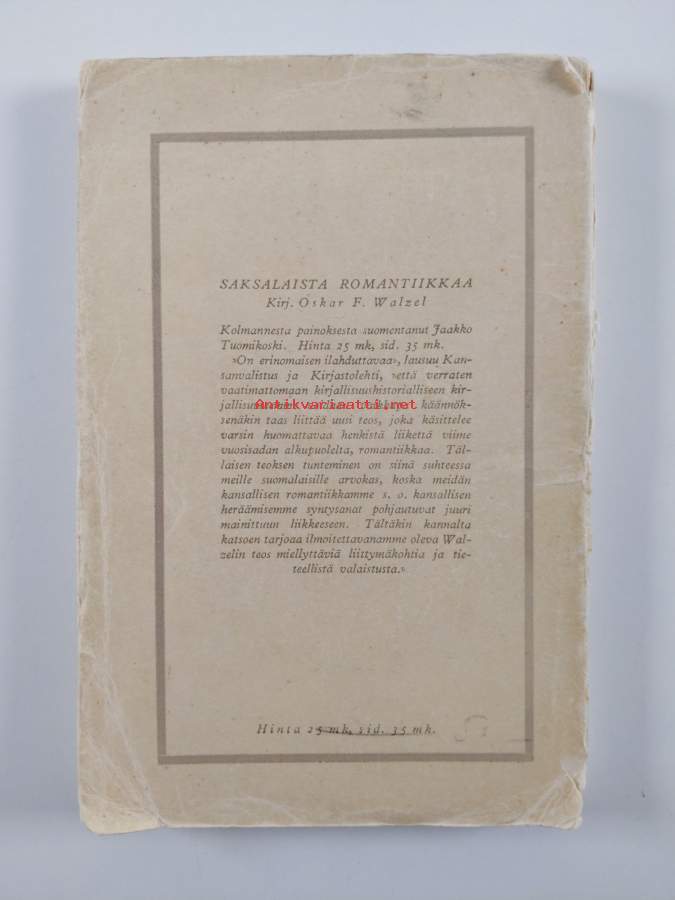 SAKSALAISTA ROMANTIIKKAA
Kirj. Oskar F. Walzel
Kolmannesta painoksesta suomentanut Jaakko
Tuomikoski. Hinta 25 mk, sid. 35 mk.
»On erinomaisen ilahduttavaa», lausuu Kan-
sanvalistus ja Kirjastolehti, »että verraten
vaatimattomaan kirjallisuushistorialliseen kir-
Antikvariaatti.net
käännök-
senäkin taas liittää uusi teos, joka käsittelee
varsin huomattavaa henkistä liikettä viime
vuosisadan alkupuolelta, romantiikkaa. Täl-
laisen teoksen tunteminen on siinä suhteessa
meille suomalaisille arvokas, koska meidän
kansallisen romantiikkamme s. o. kansallisen
heräämisemme syntysanat pohjautuvat juuri
mainittuun liikkeeseen. Tältäkin kannalta
katsoen tarjoaa ilmoitettavanamme oleva Wal-
zelin teos miellyttäviä liittymäkohtia ja tie-
teellistä valaistusta.»
Hinta 25 mk, sid. 35 mk.